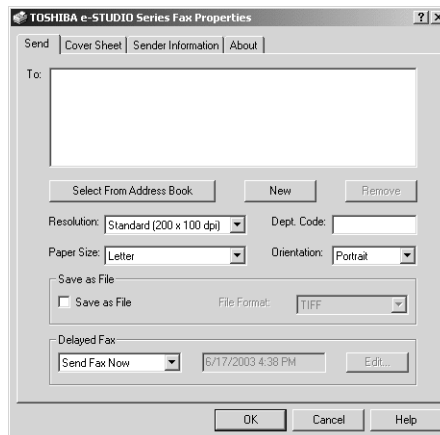 TOSHIBA e-STUDIO Series Fax Properties
Send Cover Sheet Sender Information About
To:
Select From Address Book New Remove
Resolution: Standard (200 x 100 dpi) Dept. Code:
Paper Size: Letter Orientation: Portrait
Save as File
Save as File File Format: TIFF
Delayed Fax
Send Fax Now 6/17/2003 4:38 PM Edit...
OK Cancel Help